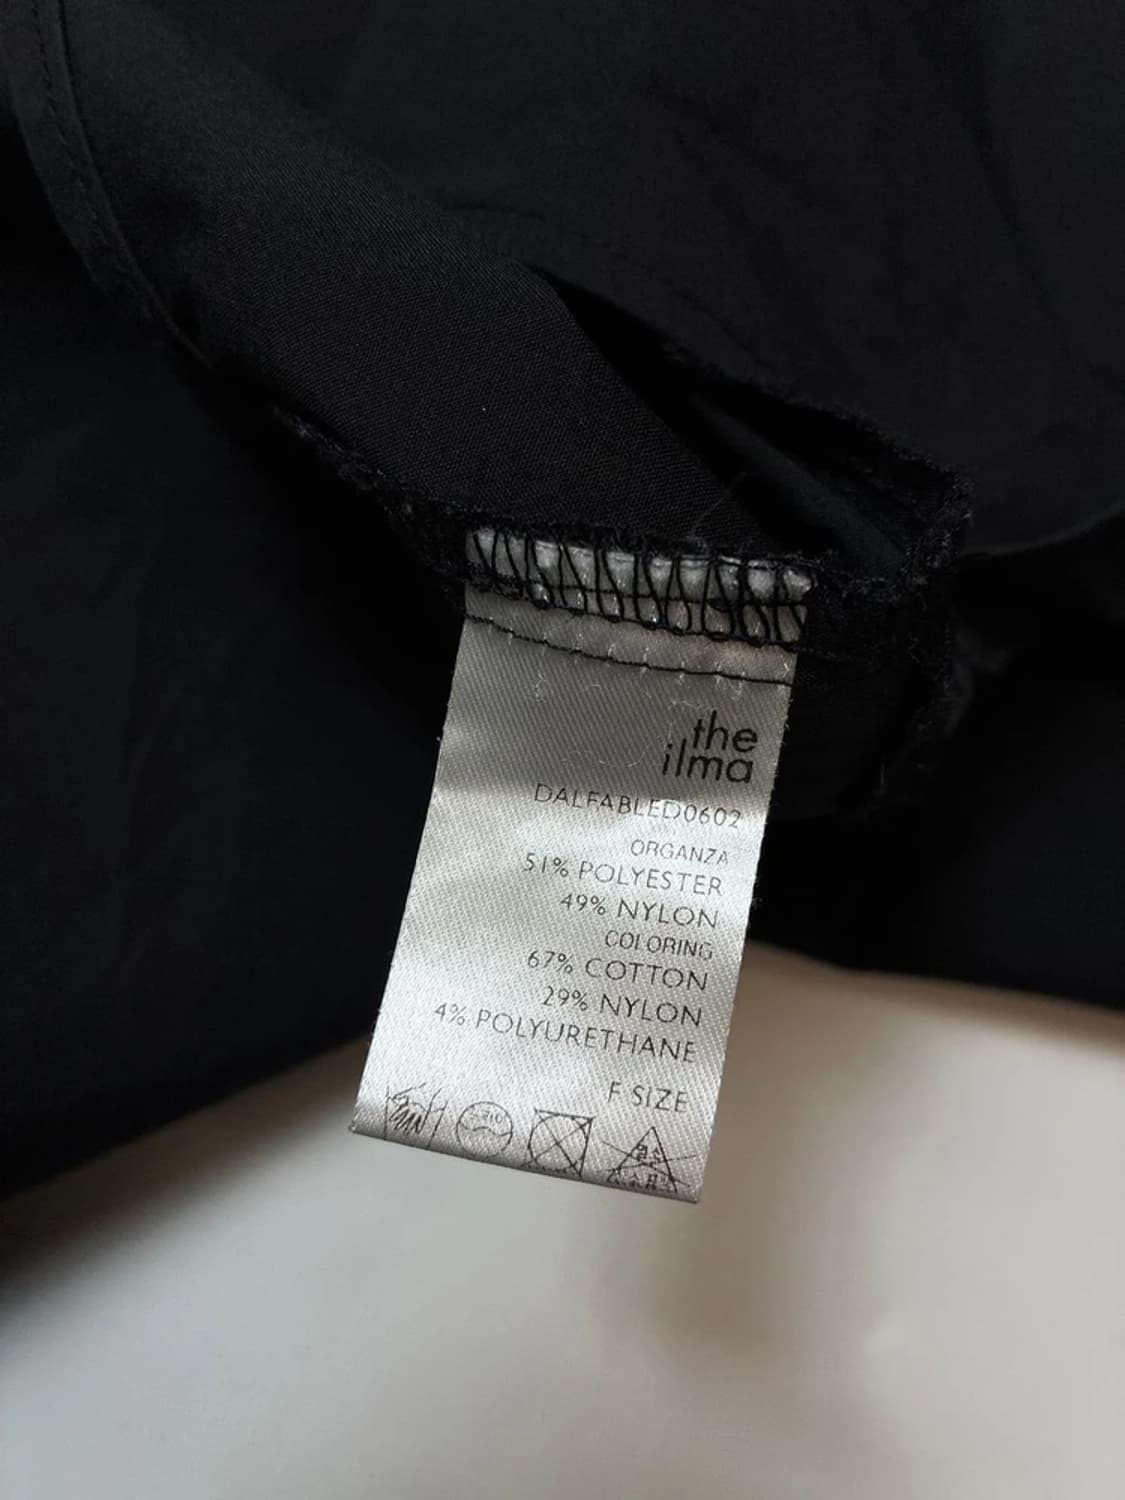 the
ilma
DALFABLED0602
ORGANZA
51% POLYESTER
49% NYLON
COLORING
67% COTTON
29% NYLON
4% POLYURETHANE
F SIZE